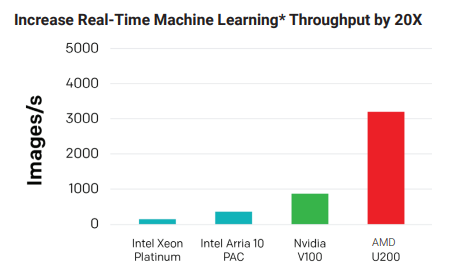 Increase Real-Time Machine Learning* Throughput by 20X
Images/s
5000
4000
3000
2000
1000
0
Intel Xeon
Platinum
Intel Arria 10
PAC
Nvidia
V100
AMD
U200